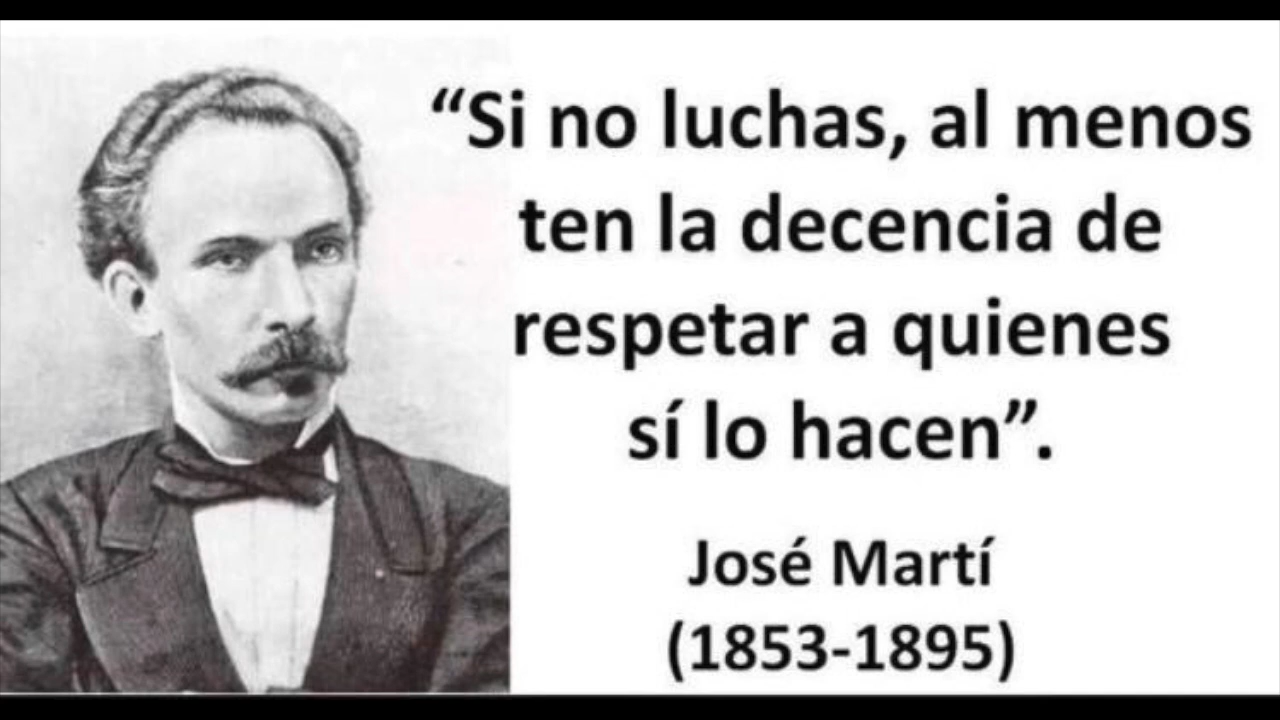 “Si no luchas, al menos
ten la decencia de
respetar a quienes
sí lo hacen”.
José Martí
(1853-1895)